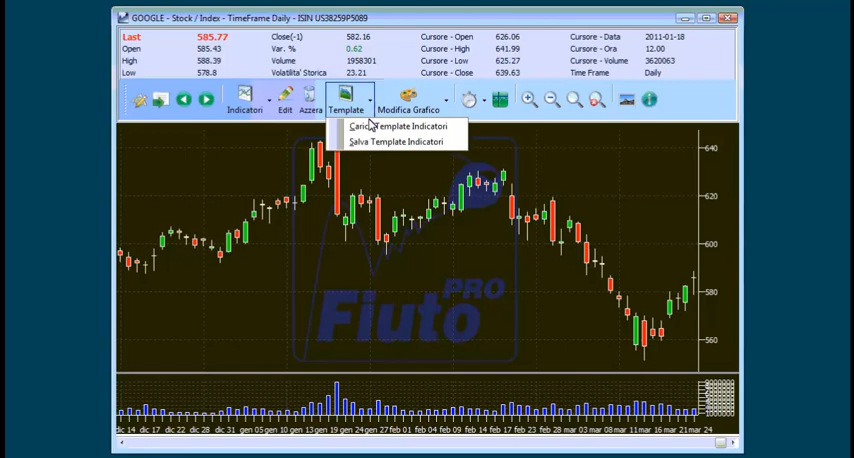 GOOGLE - Stock / Index - TimeFrame Daily - ISIN US38259P5089
Last 585.77 Close(-1) 582.16 Cursore - Open 626.06 Cursore - Data 2011-01-18
Open 585.43 Var. % 0.62 Cursore - High 641.99 Cursore - Ora 12.00
High 588.39 Volume 1958301 Cursore - Low 625.27 Cursore - Volume 3620063
Low 578.8 Volatilita' Storica 23.21 Cursore - Close 639.63 Time Frame Daily
Indicatori Edit Azzera Template Modifica Grafico
Template Indicatori
Salva Template Indicatori
640
620
600
580
560
PRO
Fiuto
dic 14 dic 17 dic 22 dic 28 dic 31 gen 05 gen 10 gen 13 gen 19 gen 24 gen 27 feb 01 feb 04 feb 09 feb 14 feb 17 feb 23 feb 28 mar 03 mar 08 mar 11 mar 16 mar 21 mar 24